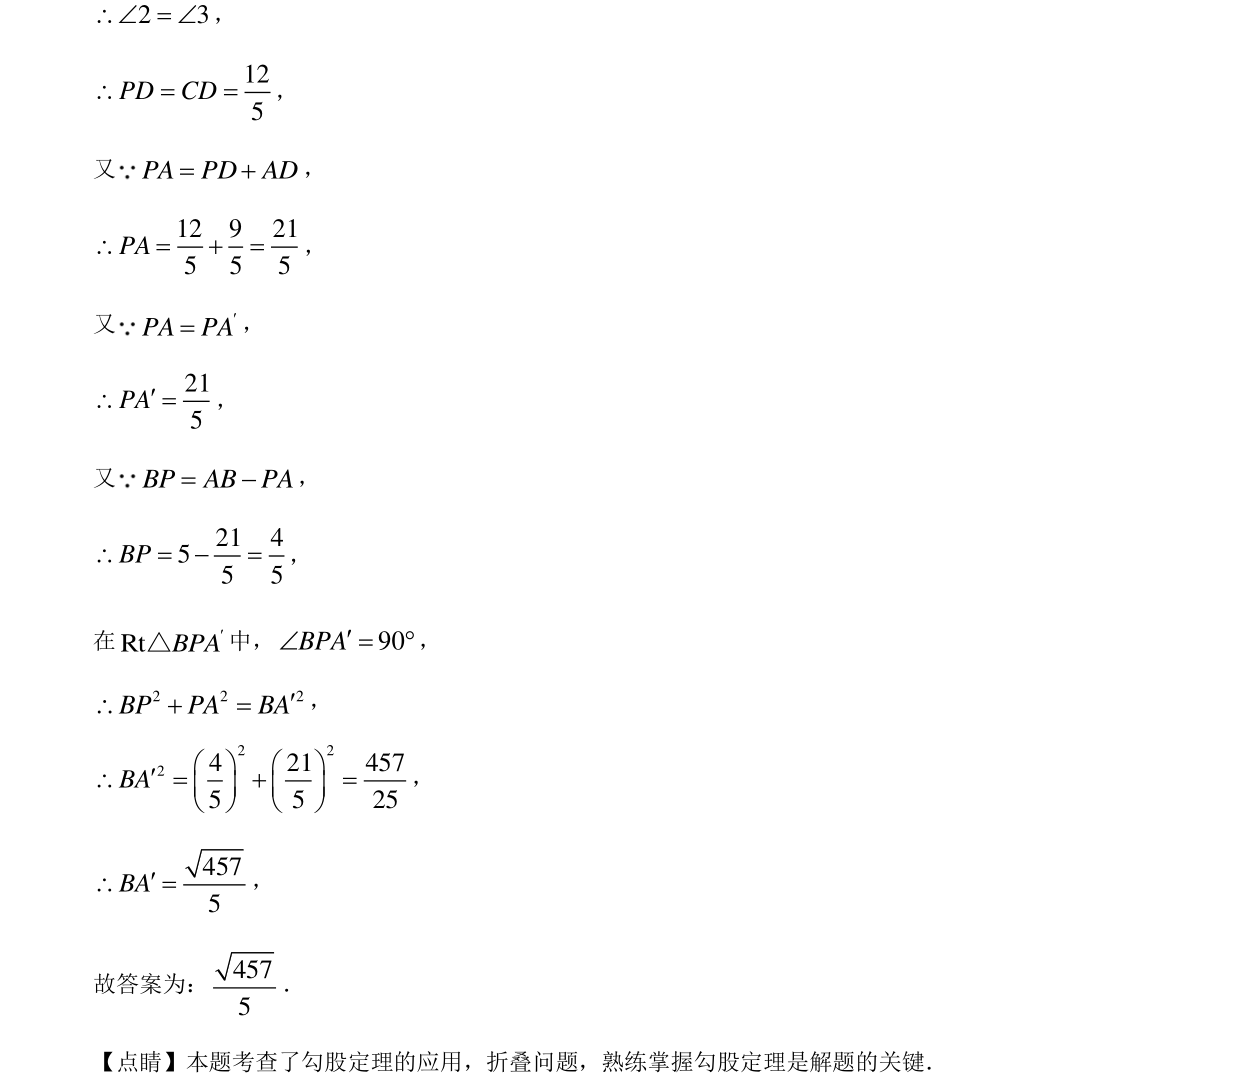 ∴∠2=∠3，
∴PD=CD=12/5，
又∵PA=PD+AD，
∴PA=12/5+9/5=21/5，
又∵PA=PA′，
∴PA′=21/5，
又∵BP=AB−PA，
∴BP=5−21/5=4/5，
在Rt△BPA′中，∠BPA′=90°，
∴BP²+PA²=BA′²，
∴BA′²=(4/5)²+(21/5)²=457/25，
∴BA′=√457/5，
故答案为：√457/5．
【点睛】本题考查了勾股定理的应用，折叠问题，熟练掌握勾股定理是解题的关键．